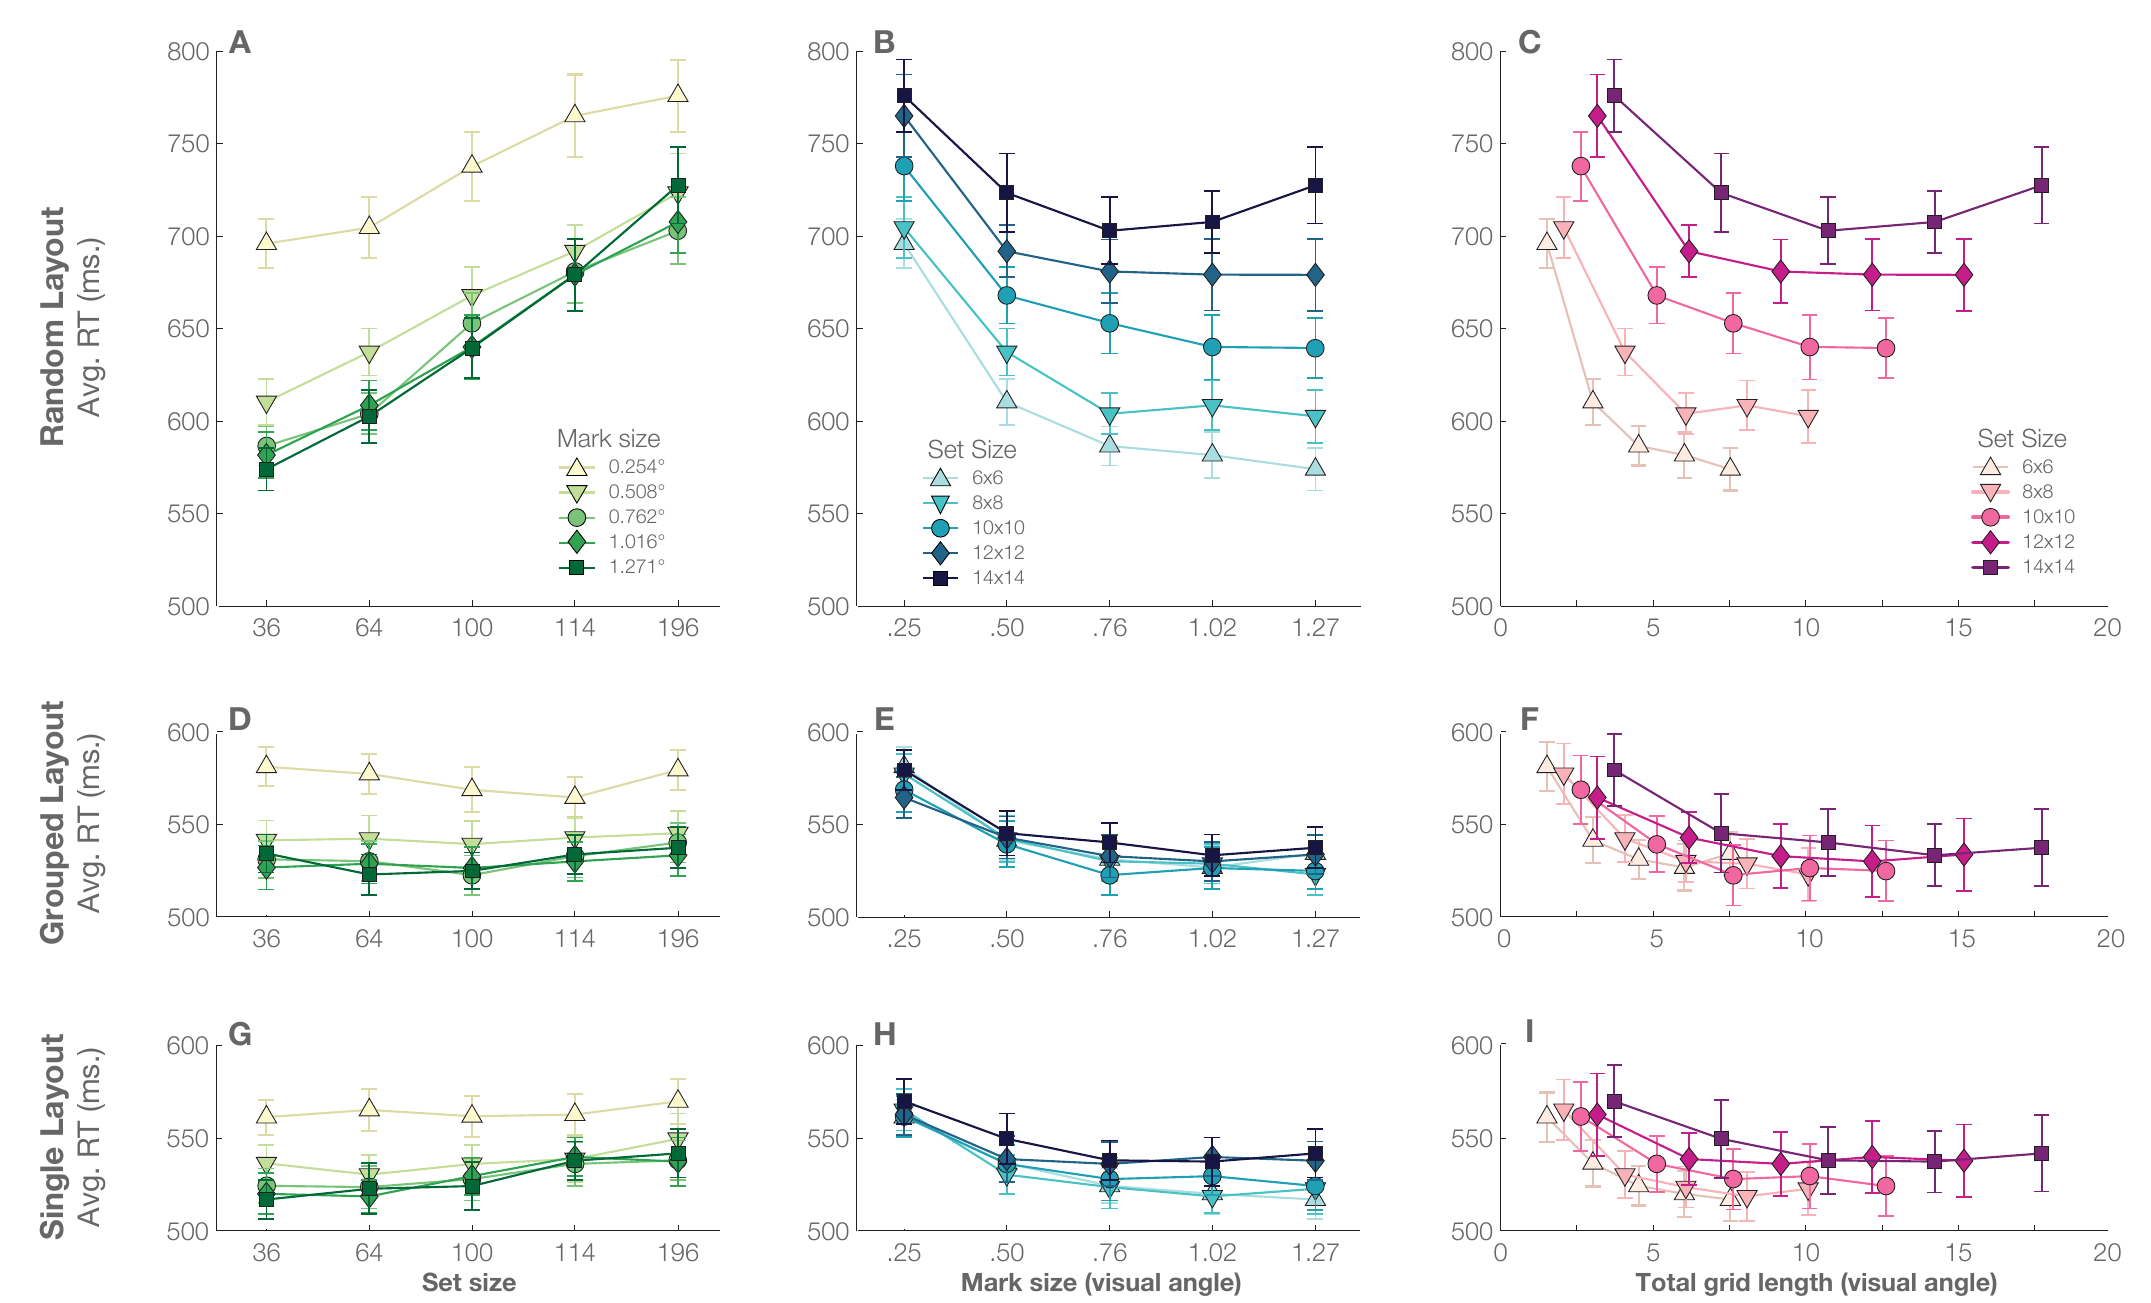 A
B
C
Random Layout
Avg. RT (ms.)
800
750
700
650
600
550
500
36
64
100
114
196
Mark size
0.254°
0.508°
0.762°
1.016°
1.271°
800
750
700
650
600
550
500
.25
.50
.76
1.02
1.27
Set Size
6x6
8x8
10x10
12x12
14x14
800
750
700
650
600
550
500
0
5
10
15
20
Set Size
6x6
8x8
10x10
12x12
14x14
D
E
F
Grouped Layout
Avg. RT (ms.)
600
550
500
36
64
100
114
196
600
550
500
.25
.50
.76
1.02
1.27
600
550
500
0
5
10
15
20
G
H
I
Single Layout
Avg. RT (ms.)
600
550
500
36
64
100
114
196
Set size
600
550
500
.25
.50
.76
1.02
1.27
Mark size (visual angle)
600
550
500
0
5
10
15
20
Total grid length (visual angle)